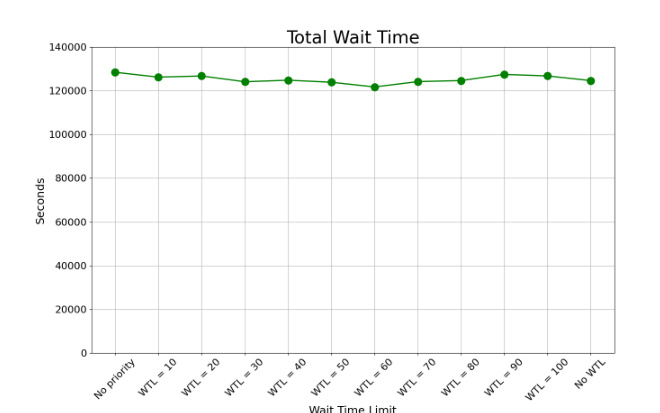 Total Wait Time
140000
120000
100000
80000
60000
40000
20000
0
Seconds
No priority
WTL = 10
WTL = 20
WTL = 30
WTL = 40
WTL = 50
WTL = 60
WTL = 70
WTL = 80
WTL = 90
WTL = 100
No WTL
Wait Time Limit